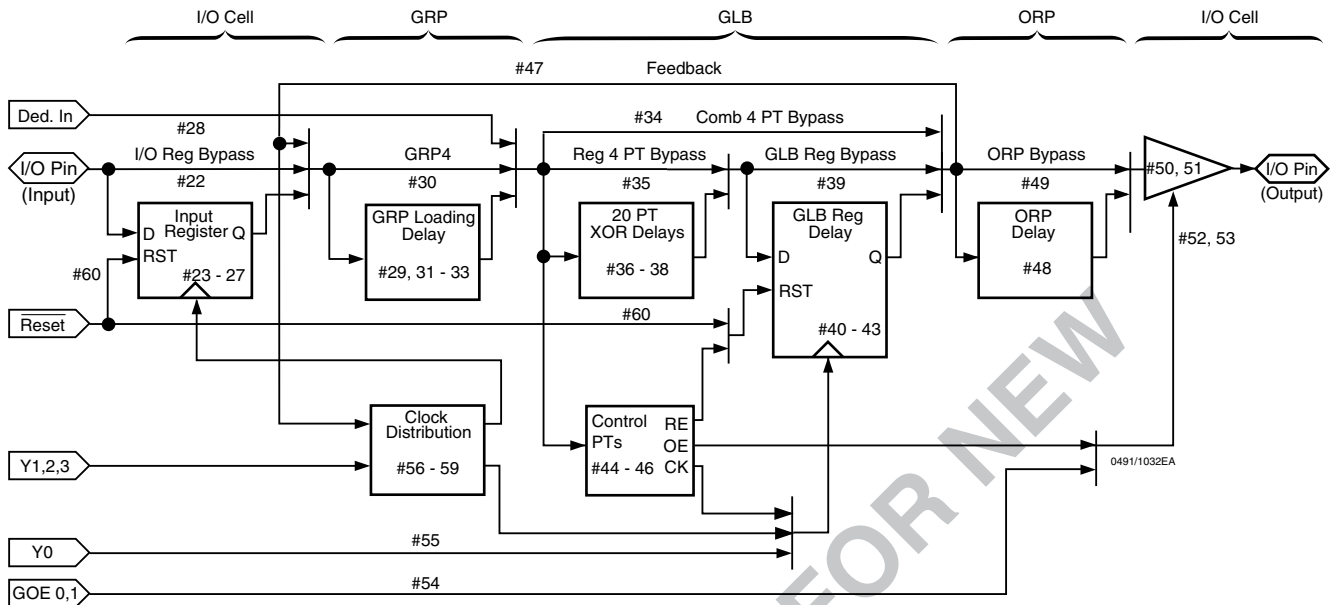 I/O Cell
GRP
GLB
ORP
I/O Cell
#47
Feedback
Ded. In
#28
#34
Comb 4 PT Bypass
I/O Pin
(Input)
I/O Reg Bypass
#22
GRP4
#30
Reg 4 PT Bypass
#35
GLB Reg Bypass
#39
ORP Bypass
#49
#50, 51
I/O Pin
(Output)
Input
Register
D
Q
RST
#23 - 27
#60
GRP Loading
Delay
#29, 31 - 33
20 PT
XOR Delays
#36 - 38
GLB Reg
Delay
D
Q
RST
#40 - 43
ORP
Delay
#48
#52, 53
Reset
#60
Clock
Distribution
#56 - 59
Control
PTs
#44 - 46
RE
OE
CK
Y1,2,3
0491/1032EA
Y0
#55
GOE 0,1
#54
FOR NEW